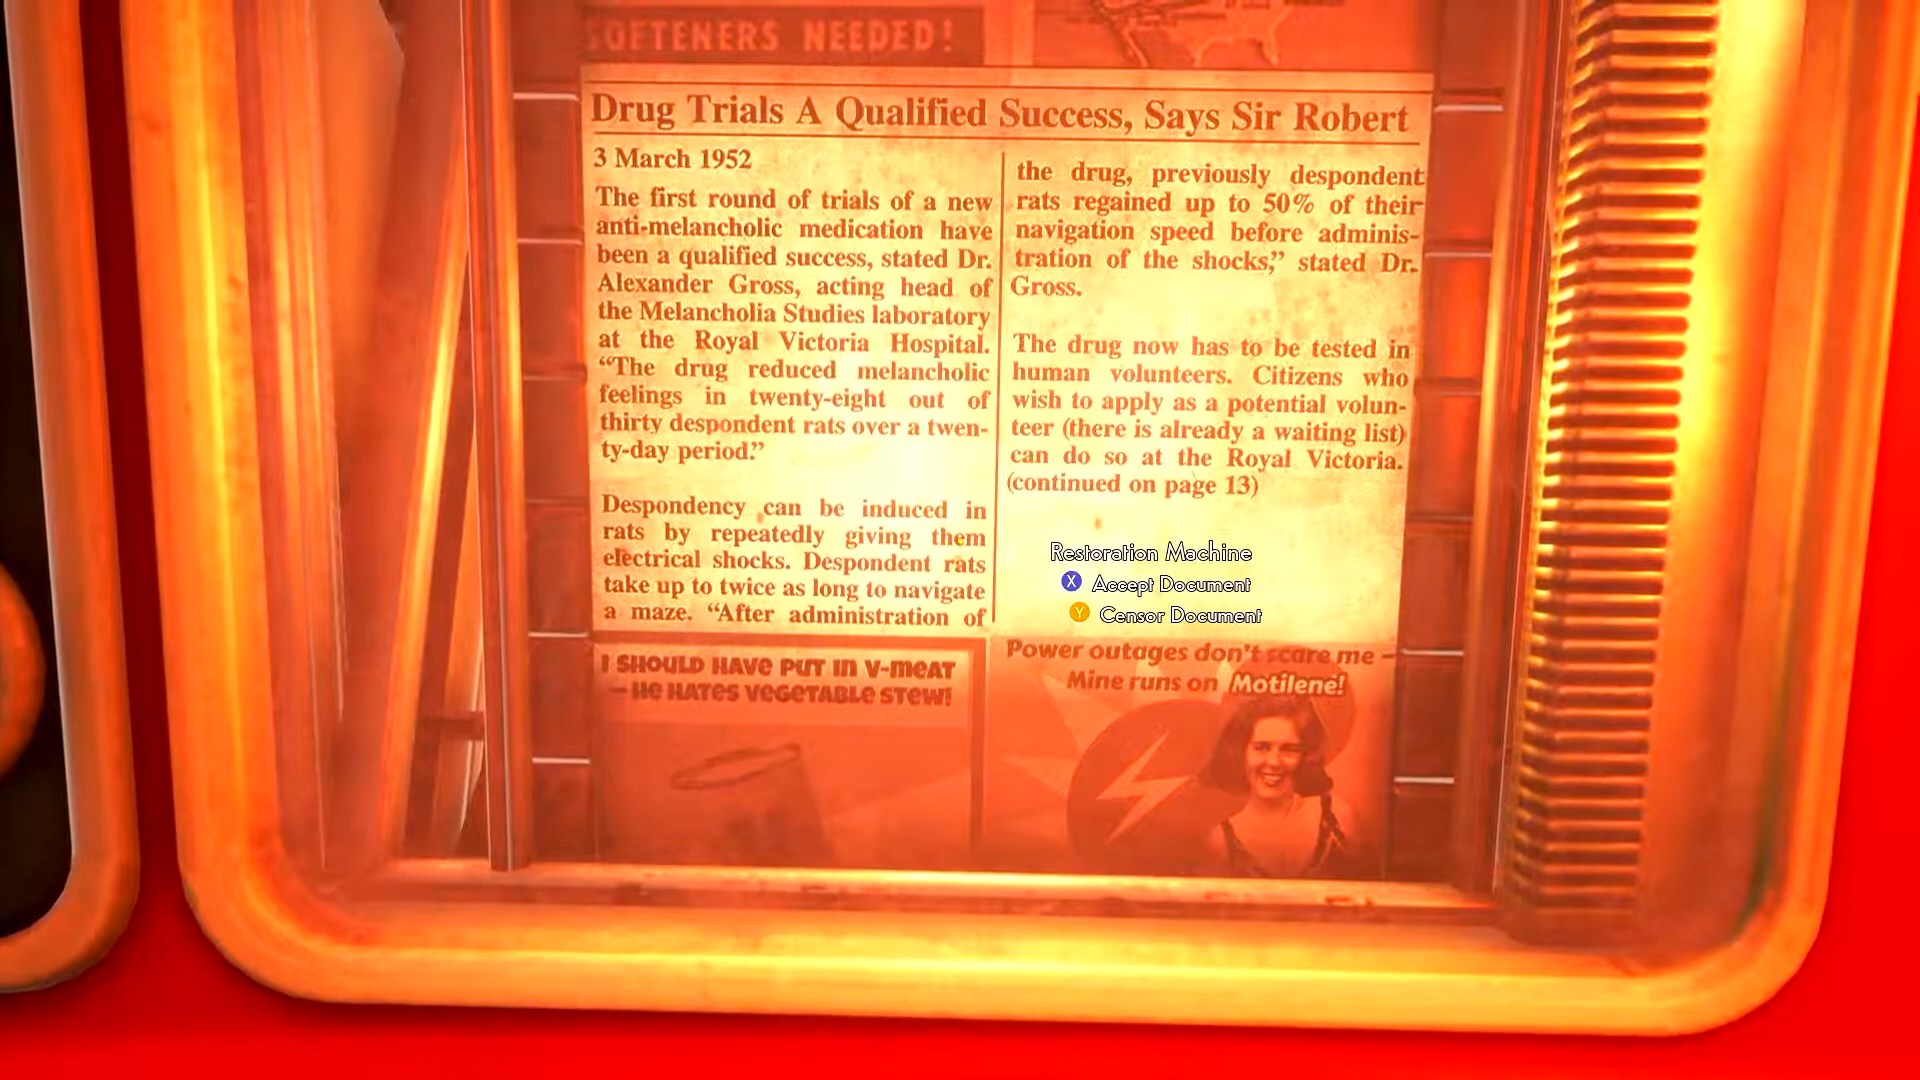 SOFTENERS NEEDED!
Drug Trials A Qualified Success, Says Sir Robert
3 March 1952
The first round of trials of a new
anti-melancholic medication have
been a qualified success, stated Dr.
Alexander Gross, acting head of
the Melancholia Studies laboratory
at the Royal Victoria Hospital.
“The drug reduced melancholic
feelings in twenty-eight out of
thirty despondent rats over a twen-
ty-day period.”
Despondency can be induced in
rats by repeatedly giving them
electrical shocks. Despondent rats
take up to twice as long to navigate
a maze. “After administration of
the drug, previously despondent
rats regained up to 50% of their
navigation speed before adminis-
tration of the shocks,” stated Dr.
Gross.
The drug now has to be tested in
human volunteers. Citizens who
wish to apply as a potential volun-
teer (there is already a waiting list)
can do so at the Royal Victoria.
(continued on page 13)
Restoration Machine
X Accept Document
Y Censor Document
I SHOULD HAVE PUT IN V-MEAT
– HE HATES VEGETABLE STEW!
Power outages don't scare me –
Mine runs on Motilene!